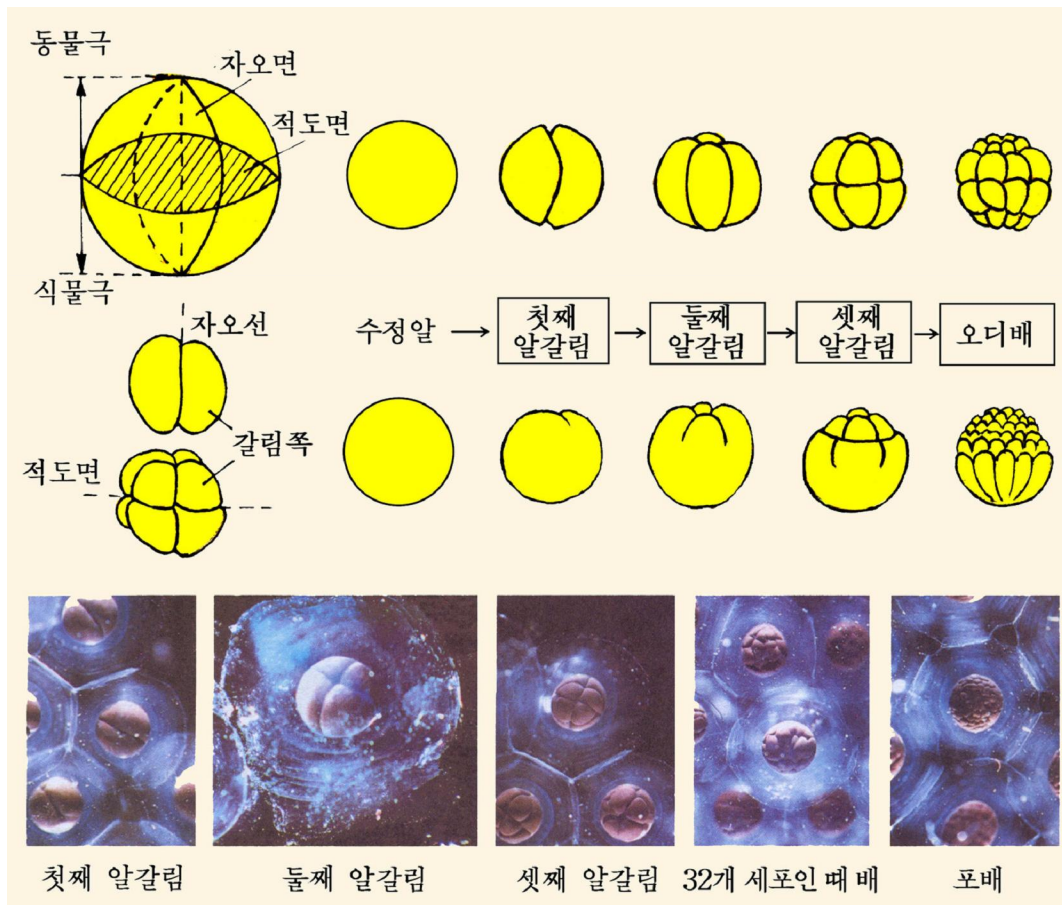 동물극
자오면
적도면
식물극
자오선
갈림쪽
적도면
수정알
첫째
알갈림
둘째
알갈림
셋째
알갈림
오디배
첫째 알갈림
둘째 알갈림
셋째 알갈림
32개 세포인 때 배
포배